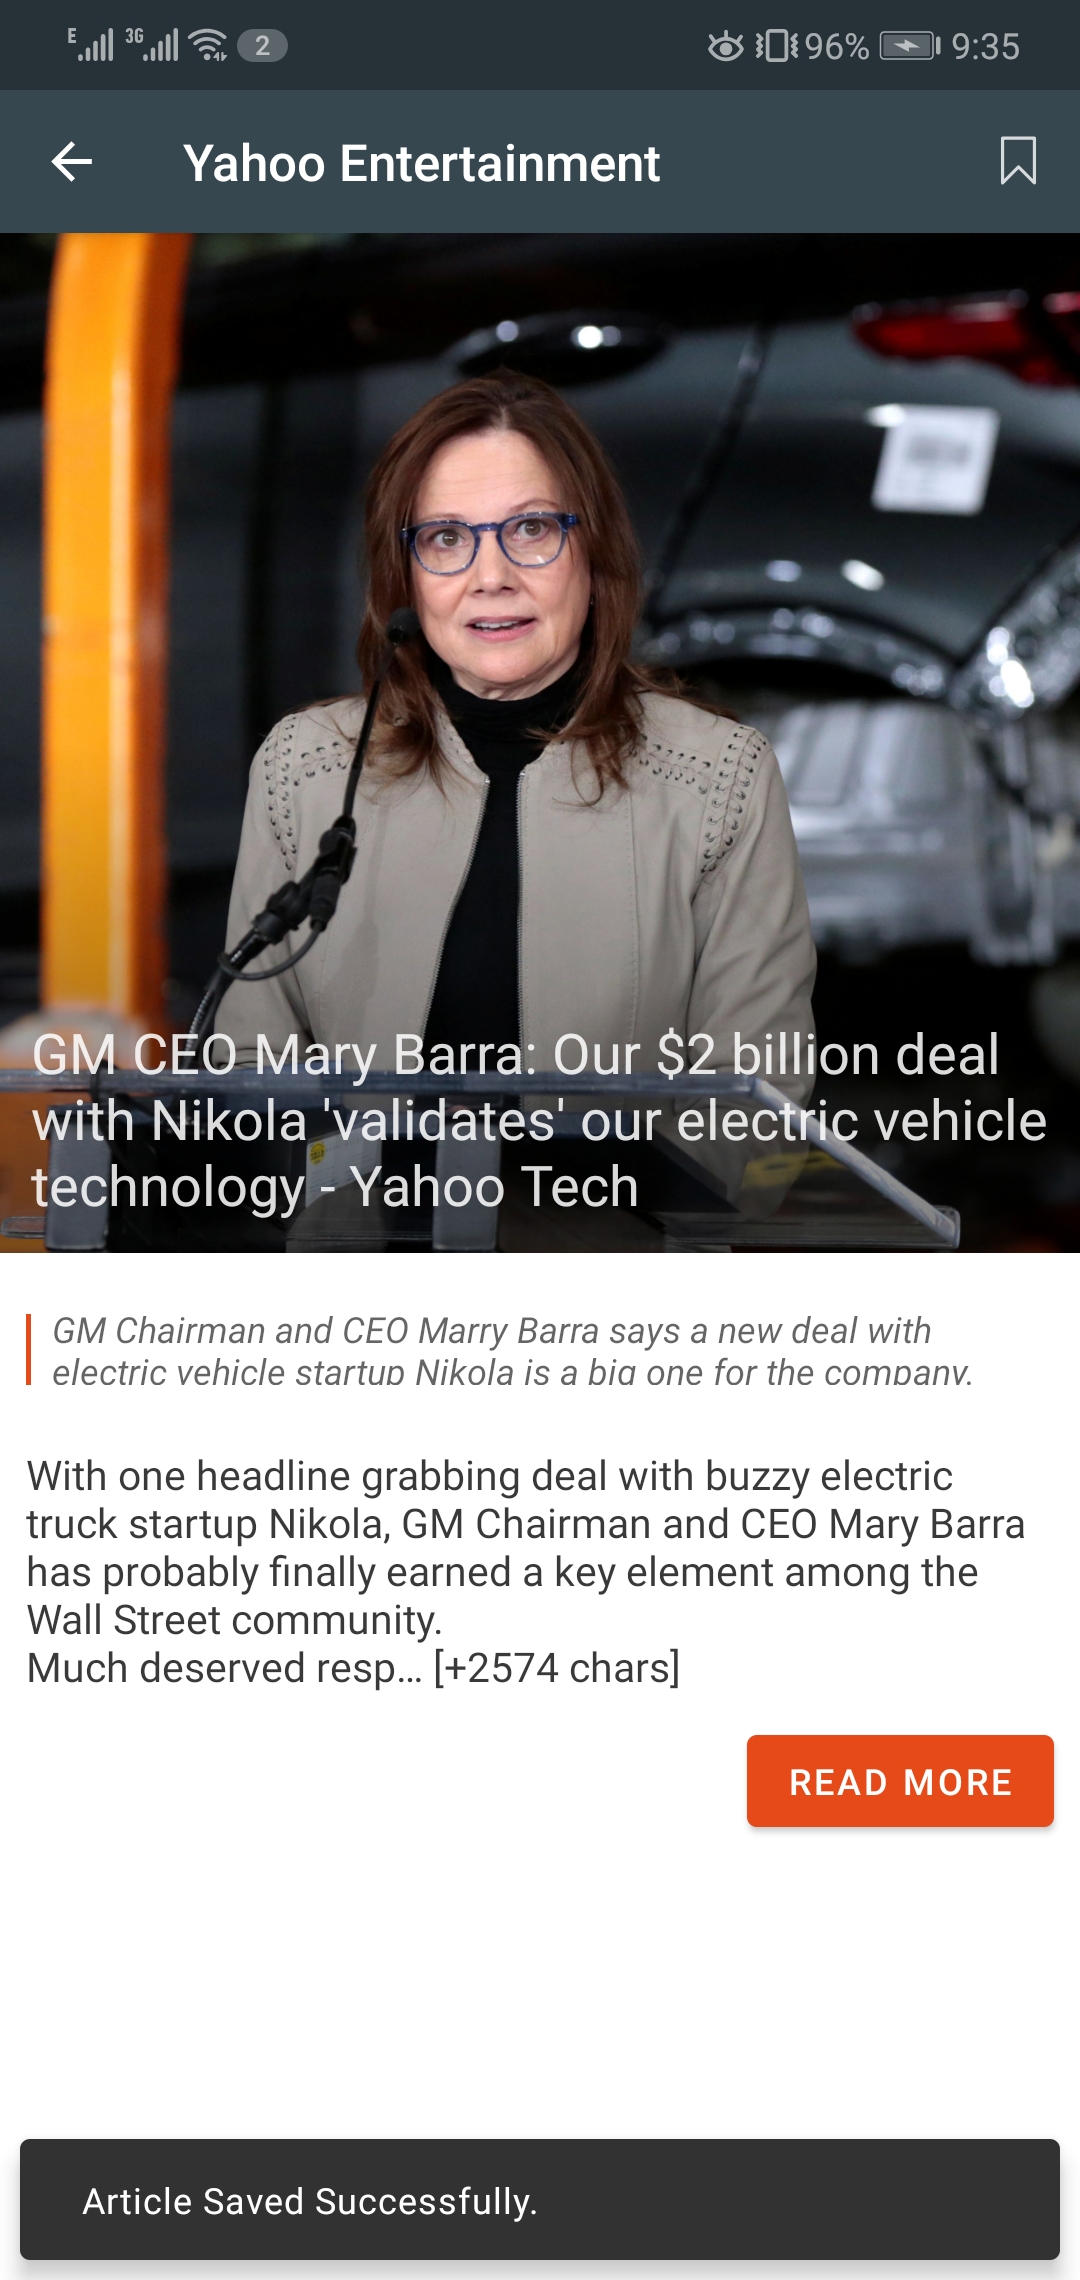 E 3G 2 96% 9:35
Yahoo Entertainment
GM CEO Mary Barra: Our $2 billion deal
with Nikola 'validates' our electric vehicle
technology - Yahoo Tech
GM Chairman and CEO Marry Barra says a new deal with
electric vehicle startup Nikola is a big one for the company.
With one headline grabbing deal with buzzy electric
truck startup Nikola, GM Chairman and CEO Mary Barra
has probably finally earned a key element among the
Wall Street community.
Much deserved resp… [+2574 chars]
READ MORE
Article Saved Successfully.